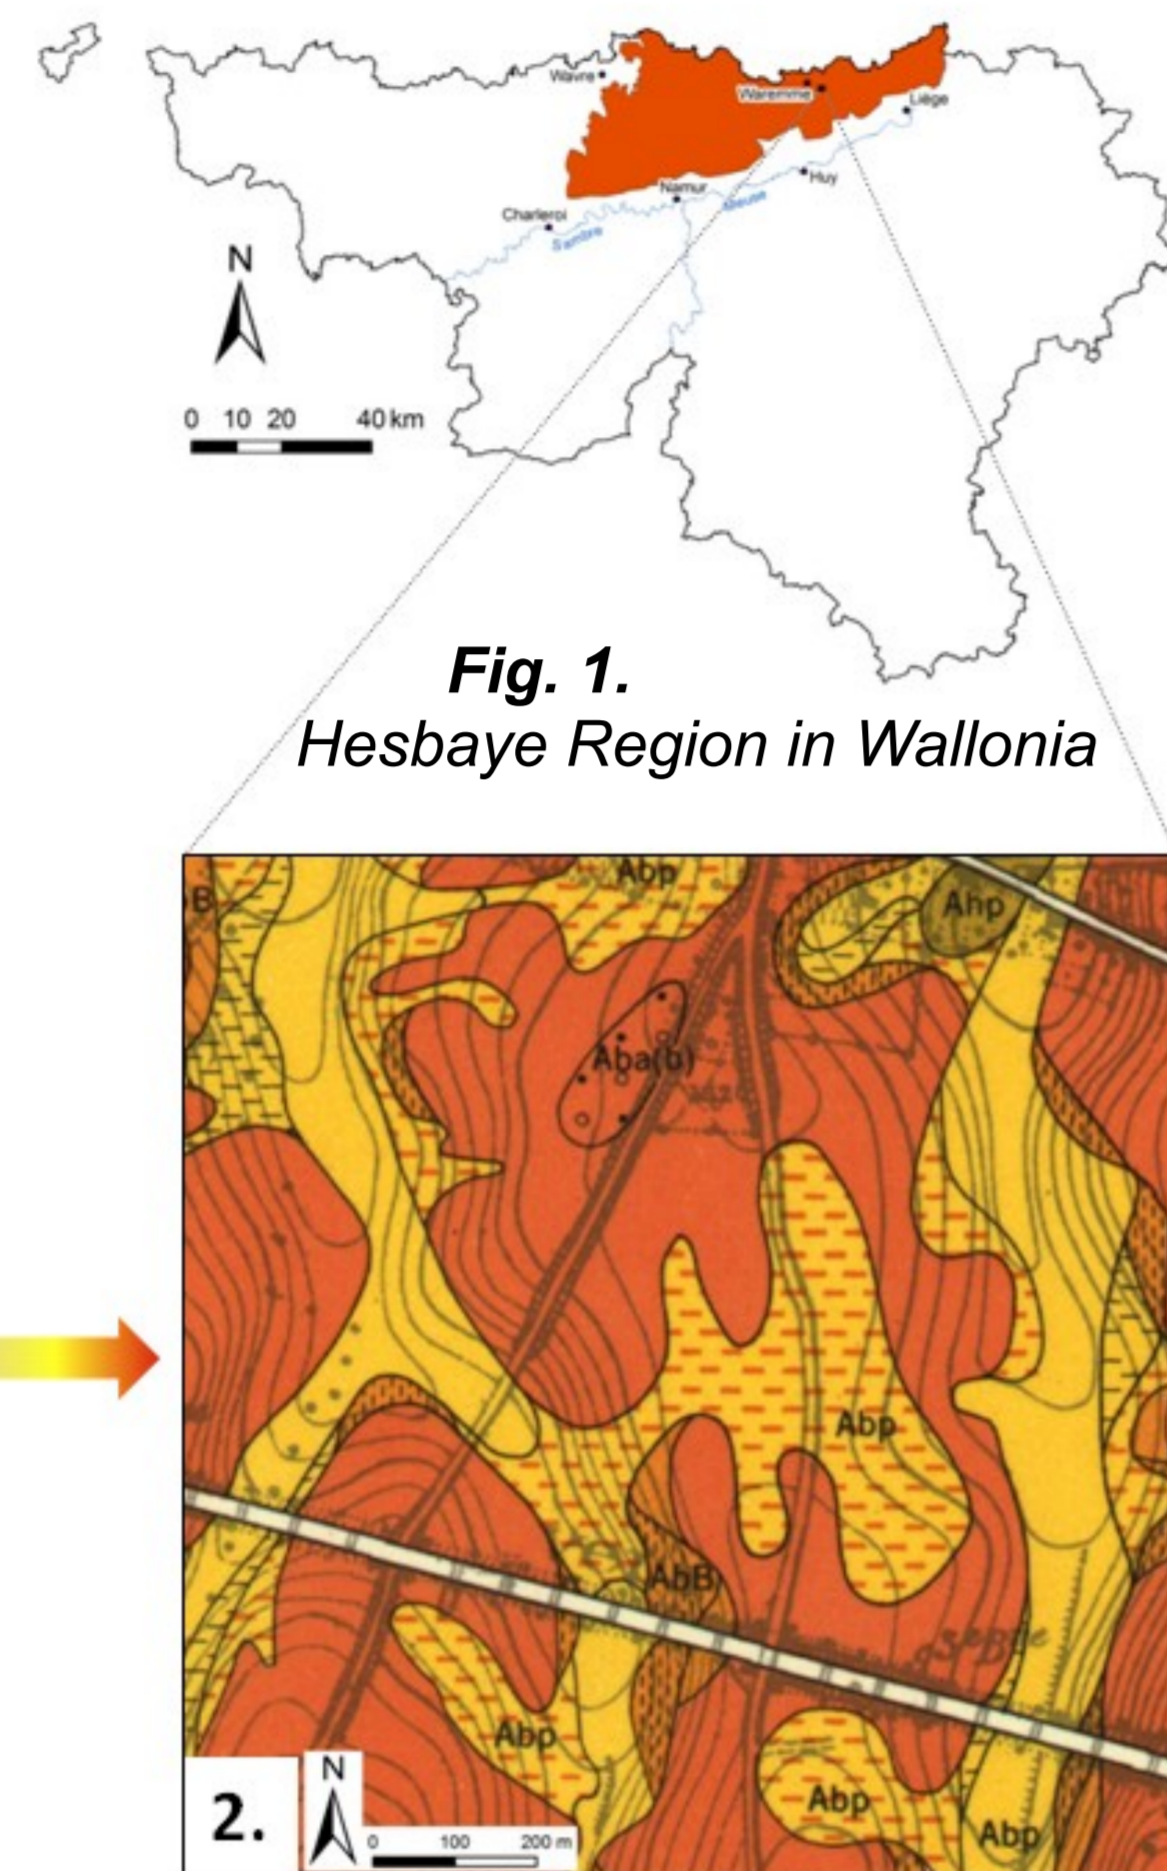 Wavre
Waremme
Liège
Huy
Namur
Meuse
Charleroi
Sambre
N
0 10 20 40 km
Fig. 1.
Hesbaye Region in Wallonia
Abp
B
Ahp
Aba(b)
Abp
AbB
Abp
Abp
Abp
2.
N
0 100 200 m